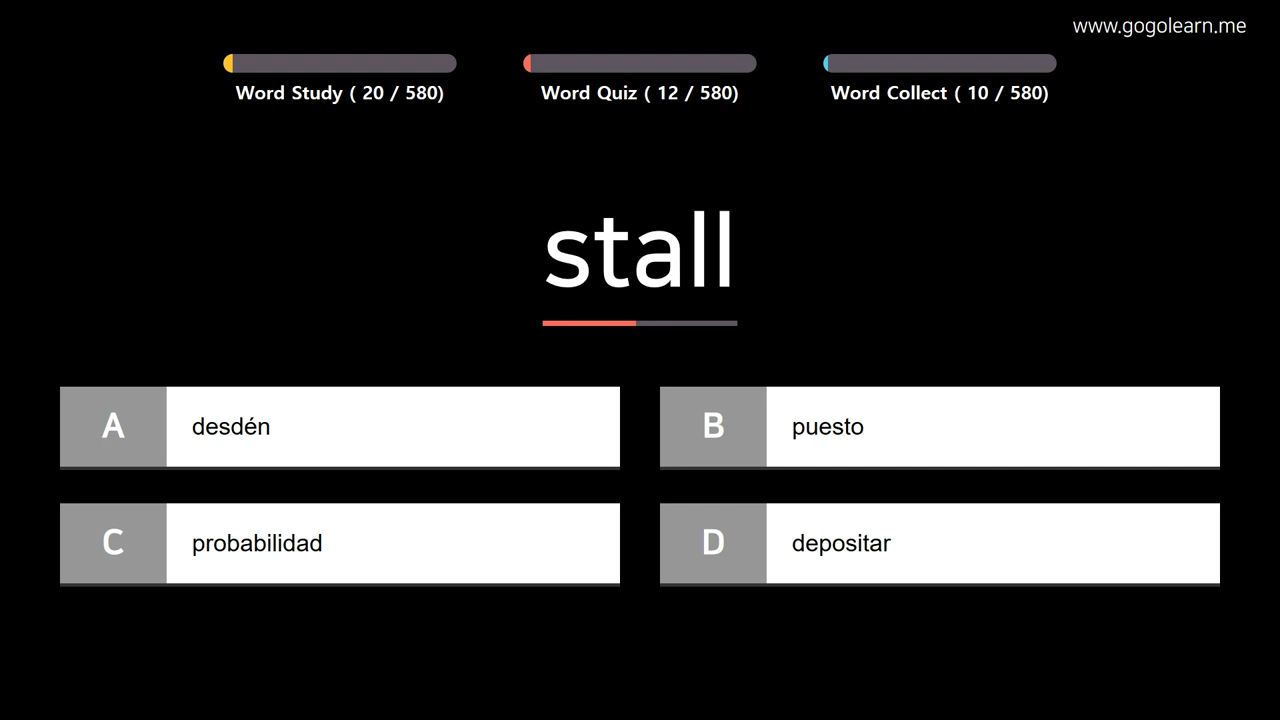 www.gogolearn.me
Word Study ( 20 / 580)
Word Quiz ( 12 / 580)
Word Collect ( 10 / 580)
stall
A desdén
B puesto
C probabilidad
D depositar